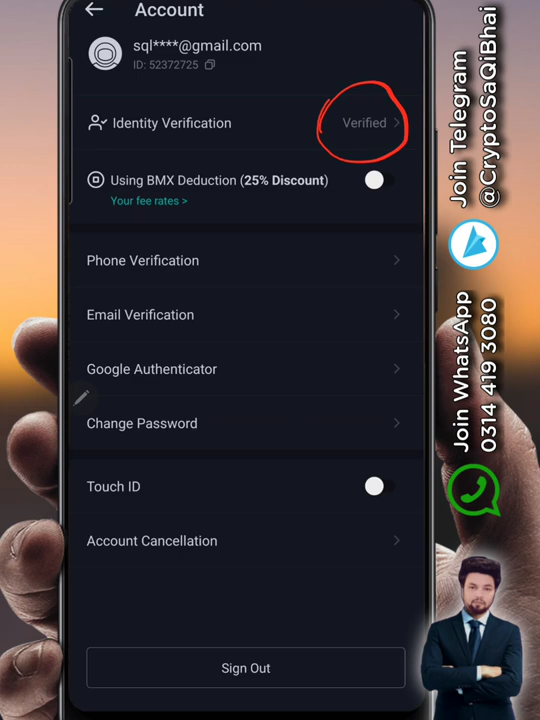 Account
sql****@gmail.com
ID: 52372725
Identity Verification
Verified
Using BMX Deduction (25% Discount)
Your fee rates >
Phone Verification
Email Verification
Google Authenticator
Change Password
Touch ID
Account Cancellation
Sign Out
Join Telegram
@CryptoSaQiBhai
Join WhatsApp
0314 419 3080